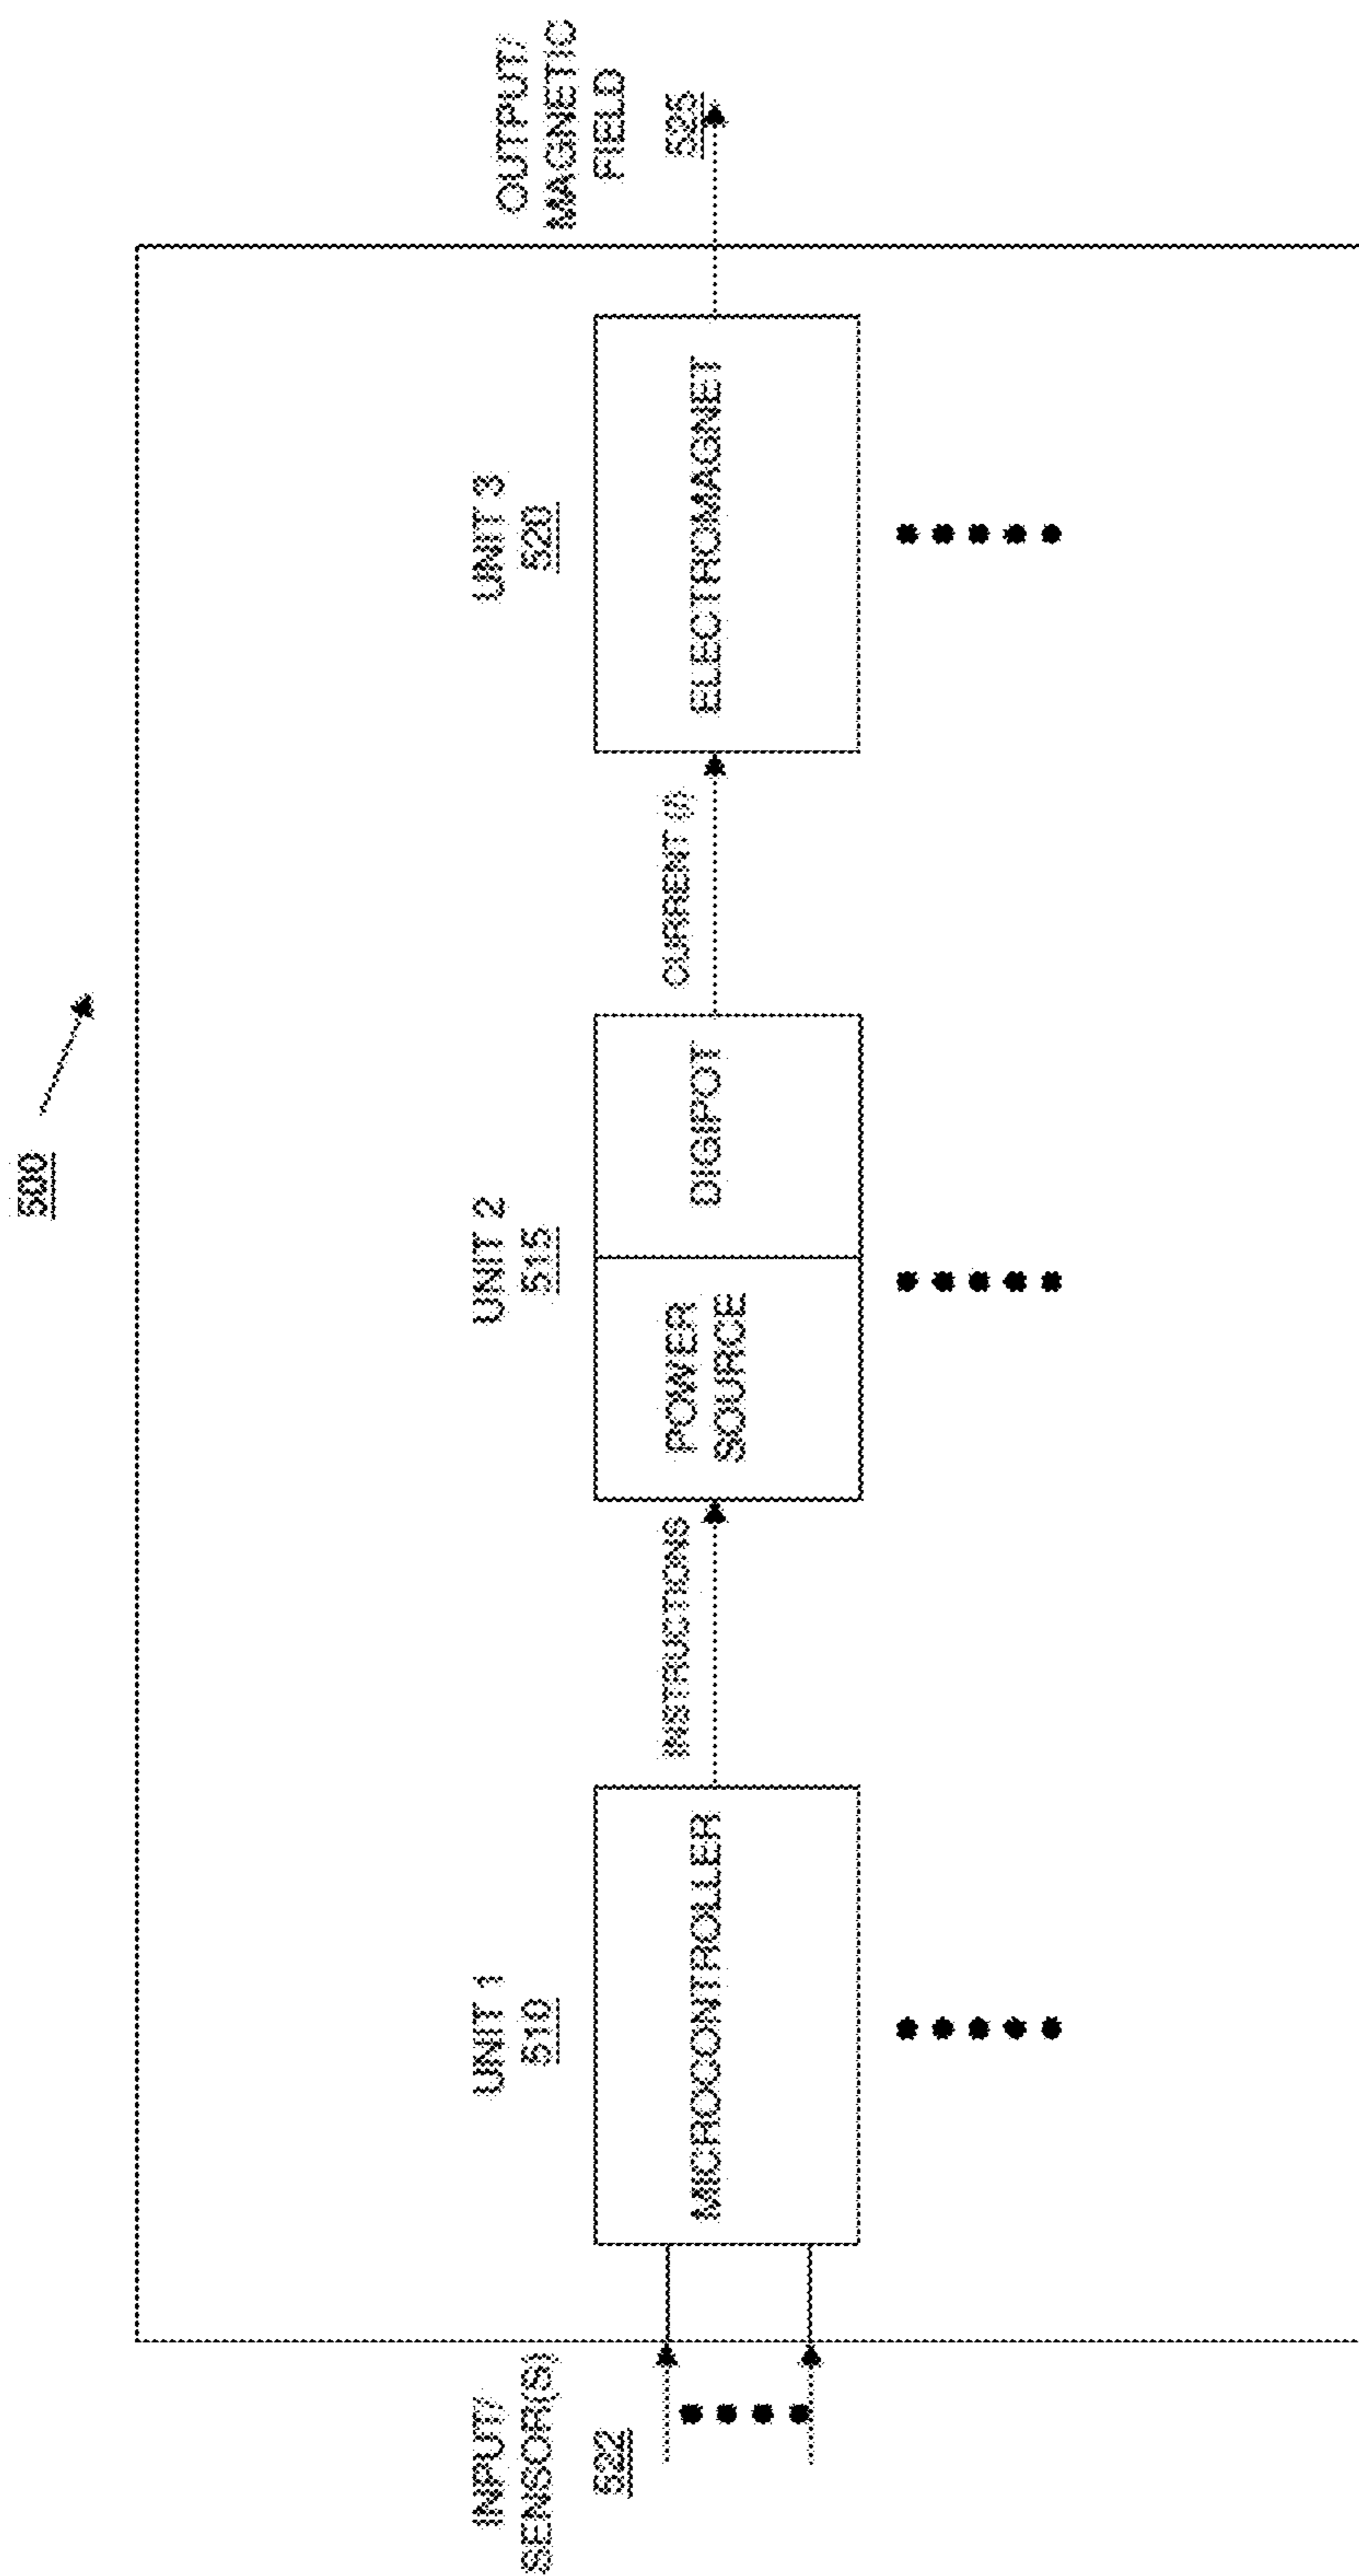 500
INPUT/
SENSOR(S)
522
UNIT 1
510
MICROCONTROLLER
INSTRUCTIONS
UNIT 2
515
POWER
SOURCE
DIGIPOT
CURRENT (I)
UNIT 3
520
ELECTROMAGNET
OUTPUT/
MAGNETIC
FIELD
525